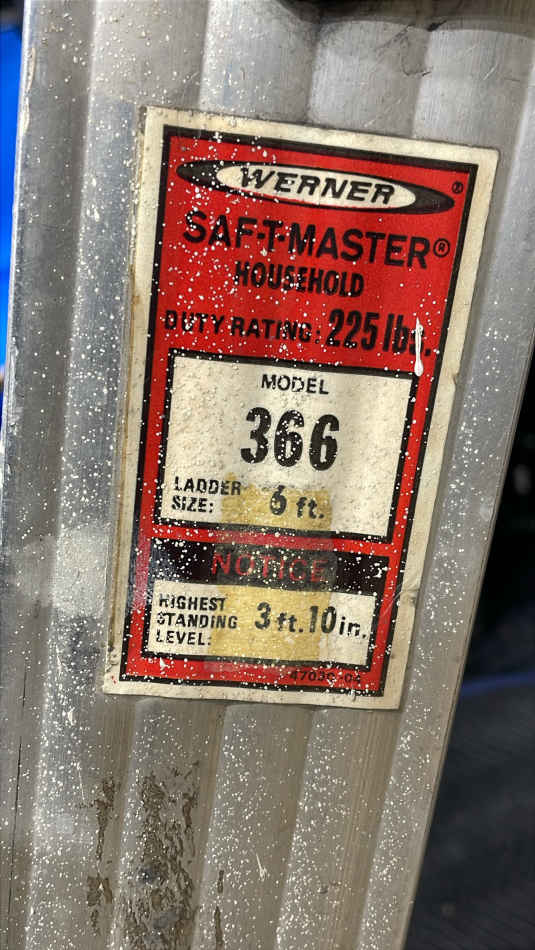 WERNER®
SAF-T-MASTER®
HOUSEHOLD
DUTY RATING: 225 lbs.
MODEL
366
LADDER
SIZE: 6 ft.
NOTICE
HIGHEST
STANDING 3 ft. 10 in.
LEVEL: